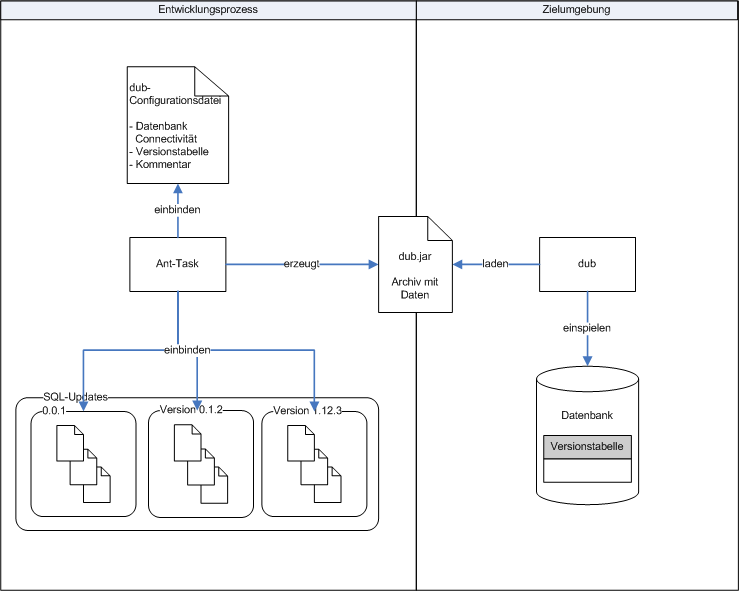 Entwicklungsprozess
Zielumgebung
dub-
Configurationsdatei
- Datenbank
Connectivität
- Versionstabelle
- Kommentar
einbinden
Ant-Task
erzeugt
dub.jar
Archiv mit
Daten
laden
dub
einspielen
einbinden
SQL-Updates
0.0.1
Version 0.1.2
Version 1.12.3
Datenbank
Versionstabelle